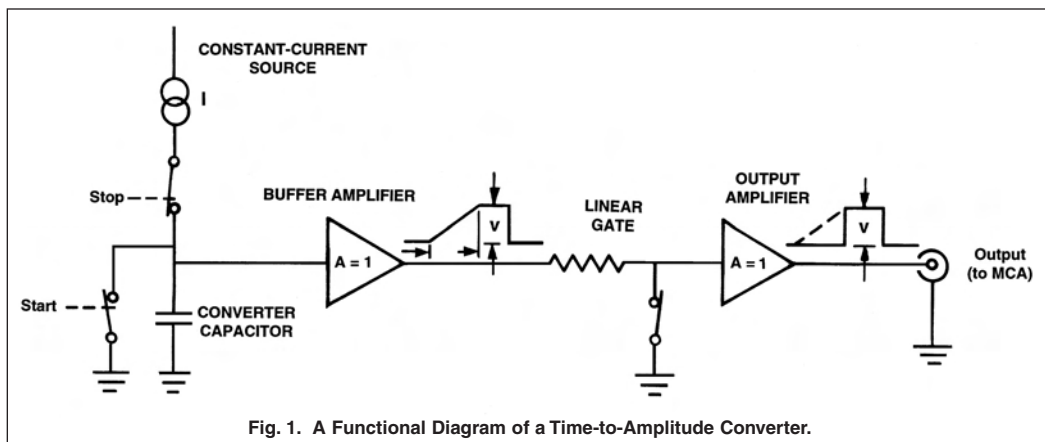 CONSTANT-CURRENT
SOURCE
I
Stop
BUFFER AMPLIFIER
LINEAR
GATE
OUTPUT
AMPLIFIER
V
V
A = 1
A = 1
Output
(to MCA)
Start
CONVERTER
CAPACITOR
Fig. 1. A Functional Diagram of a Time-to-Amplitude Converter.